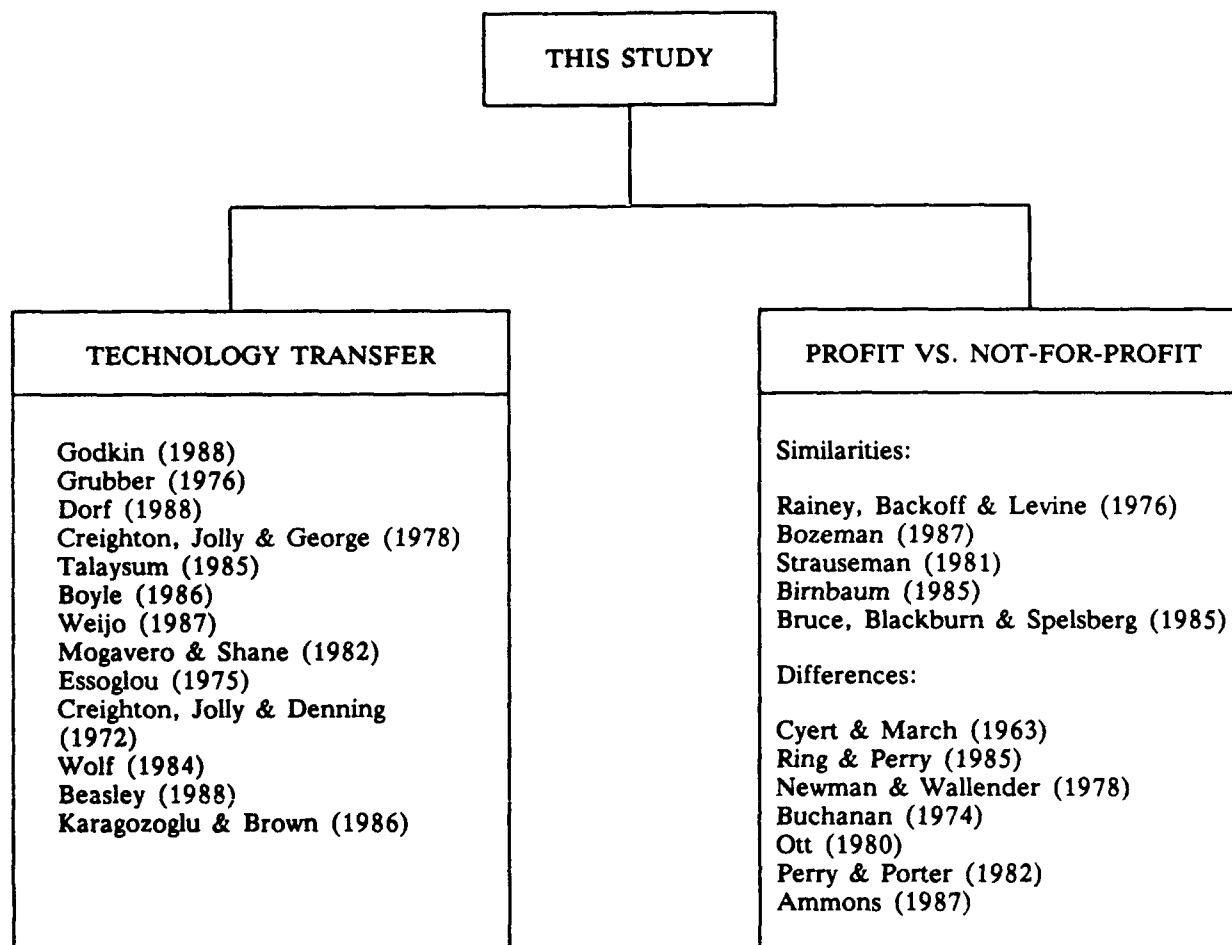 THIS STUDY
TECHNOLOGY TRANSFER
Godkin (1988)
Grubber (1976)
Dorf (1988)
Creighton, Jolly & George (1978)
Talaysum (1985)
Boyle (1986)
Weijo (1987)
Mogavero & Shane (1982)
Essoglou (1975)
Creighton, Jolly & Denning
(1972)
Wolf (1984)
Beasley (1988)
Karagozoglu & Brown (1986)
PROFIT VS. NOT-FOR-PROFIT
Similarities:
Rainey, Backoff & Levine (1976)
Bozeman (1987)
Strauseman (1981)
Birnbaum (1985)
Bruce, Blackburn & Spelsberg (1985)
Differences:
Cyert & March (1963)
Ring & Perry (1985)
Newman & Wallender (1978)
Buchanan (1974)
Ott (1980)
Perry & Porter (1982)
Ammons (1987)